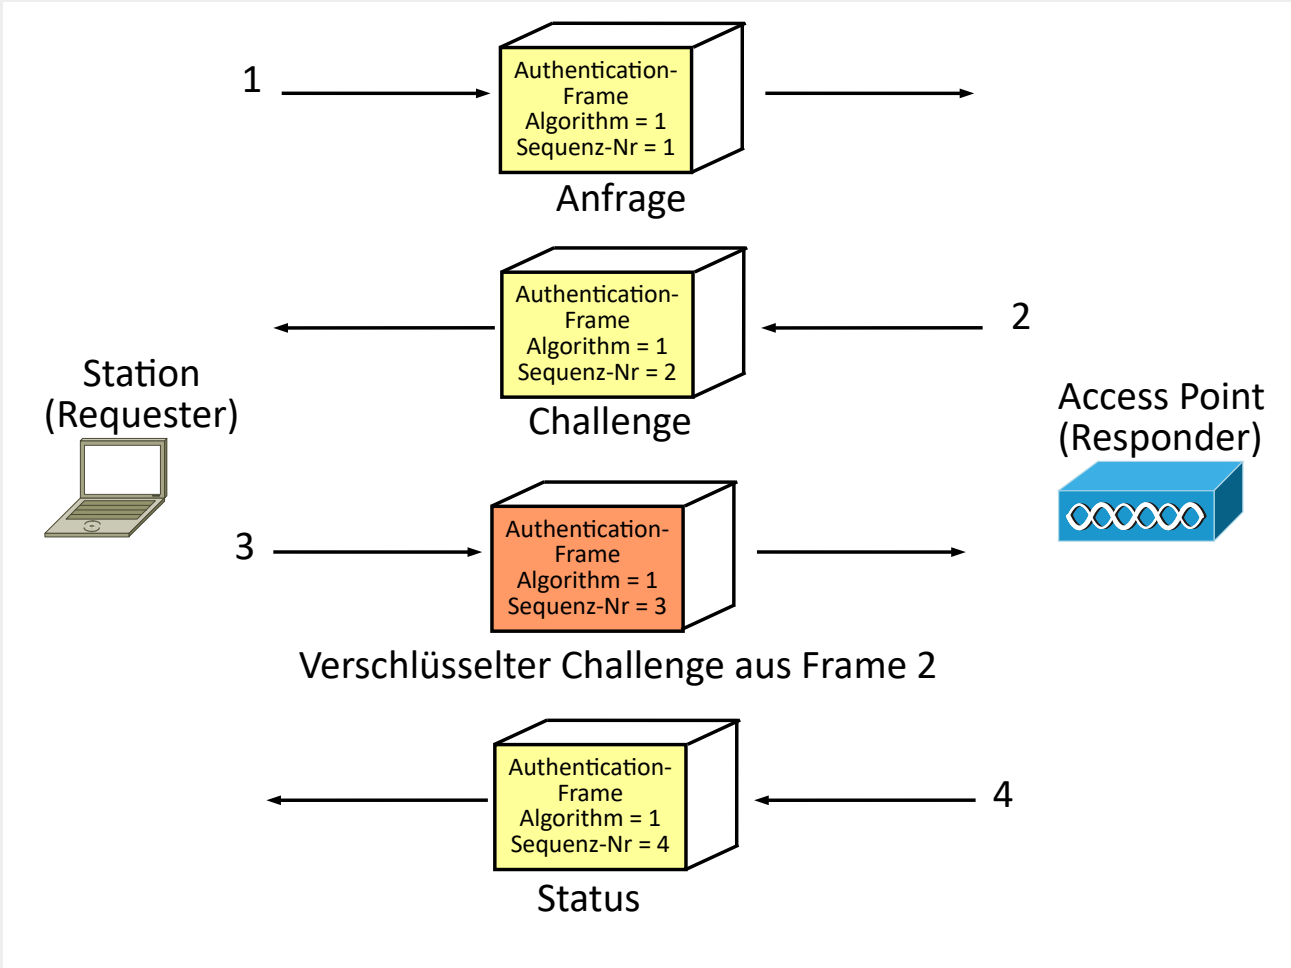 1
Authentication-
Frame
Algorithm = 1
Sequenz-Nr = 1
Anfrage
Authentication-
Frame
Algorithm = 1
Sequenz-Nr = 2
2
Challenge
Station
(Requester)
Access Point
(Responder)
3
Authentication-
Frame
Algorithm = 1
Sequenz-Nr = 3
Verschlüsselter Challenge aus Frame 2
Authentication-
Frame
Algorithm = 1
Sequenz-Nr = 4
4
Status